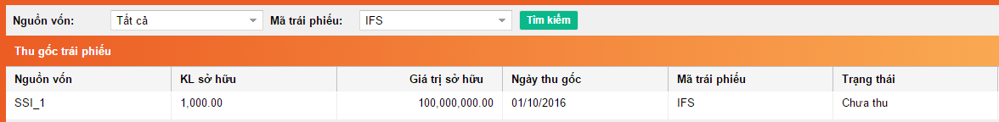 Nguồn vốn: Tất cả Mã trái phiếu: IFS Tìm kiếm
Thu gốc trái phiếu
Nguồn vốn KL sở hữu Giá trị sở hữu Ngày thu gốc Mã trái phiếu Trạng thái
SSI_1 1,000.00 100,000,000.00 01/10/2016 IFS Chưa thu